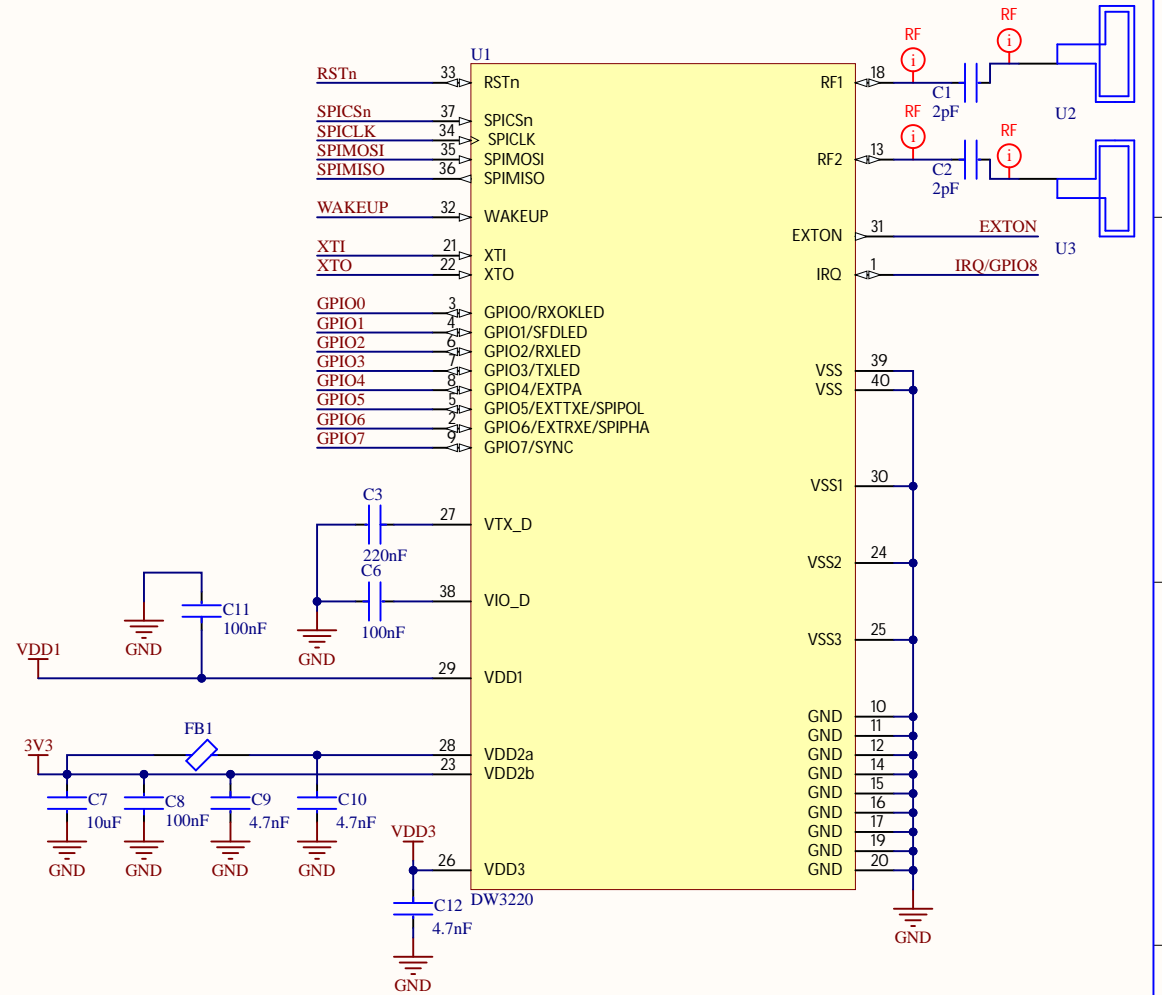 RF
RF
i
i
U1
RSTn 33 RSTn RF1 18
C1
2pF
U2
SPICSn 37 SPICSn
SPICLK 34 SPICLK
SPIMOSI 35 SPIMOSI
SPIMISO 36 SPIMISO
RF
RF
i
i
RF2 13
C2
2pF
U3
WAKEUP 32 WAKEUP
EXTON 31 EXTON
XTI 21 XTI
XTO 22 XTO
IRQ 1 IRQ/GPIO8
GPIO0 3 GPIO0/RXOKLED
GPIO1 4 GPIO1/SFDLED
GPIO2 6 GPIO2/RXLED
GPIO3 7 GPIO3/TXLED
GPIO4 8 GPIO4/EXTPA
GPIO5 5 GPIO5/EXTTXE/SPIPOL
GPIO6 2 GPIO6/EXTRXE/SPIPHA
GPIO7 9 GPIO7/SYNC
VSS 39
VSS 40
VSS1 30
VSS2 24
VSS3 25
C3
220nF
27 VTX_D
C6
100nF
38 VIO_D
GND
C11
100nF
GND
VDD1
29 VDD1
FB1
3V3
28 VDD2a
23 VDD2b
C7
10uF
C8
100nF
C9
4.7nF
C10
4.7nF
GND
GND
GND
GND
VDD3
26 VDD3
C12
4.7nF
GND
GND 10
GND 11
GND 12
GND 14
GND 15
GND 16
GND 17
GND 19
GND 20
GND
DW3220